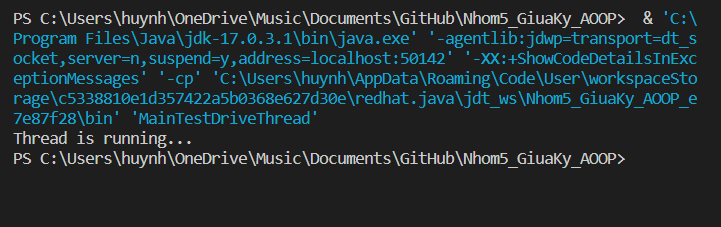 PS C:\Users\huynh\OneDrive\Music\Documents\GitHub\Nhom5_GiuaKy_AOOP>  & 'C:\
Program Files\Java\jdk-17.0.3.1\bin\java.exe' '-agentlib:jdwp=transport=dt_s
ocket,server=n,suspend=y,address=localhost:50142' '-XX:+ShowCodeDetailsInExc
eptionMessages' '-cp' 'C:\Users\huynh\AppData\Roaming\Code\User\workspaceSto
rage\c5338810e1d357422a5b0368e627d30e\redhat.java\jdt_ws\Nhom5_GiuaKy_AOOP_e
7e87f28\bin' 'MainTestDriveThread'
Thread is running...
PS C:\Users\huynh\OneDrive\Music\Documents\GitHub\Nhom5_GiuaKy_AOOP>